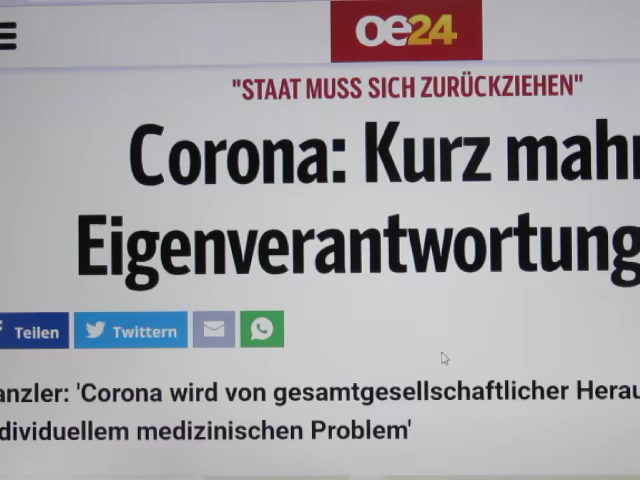 oe24
"STAAT MUSS SICH ZURÜCKZIEHEN"
Corona: Kurz mah
Eigenverantwortung
Teilen
Twittern
anzler: 'Corona wird von gesamtgesellschaftlicher Herau
dividuellem medizinischen Problem'